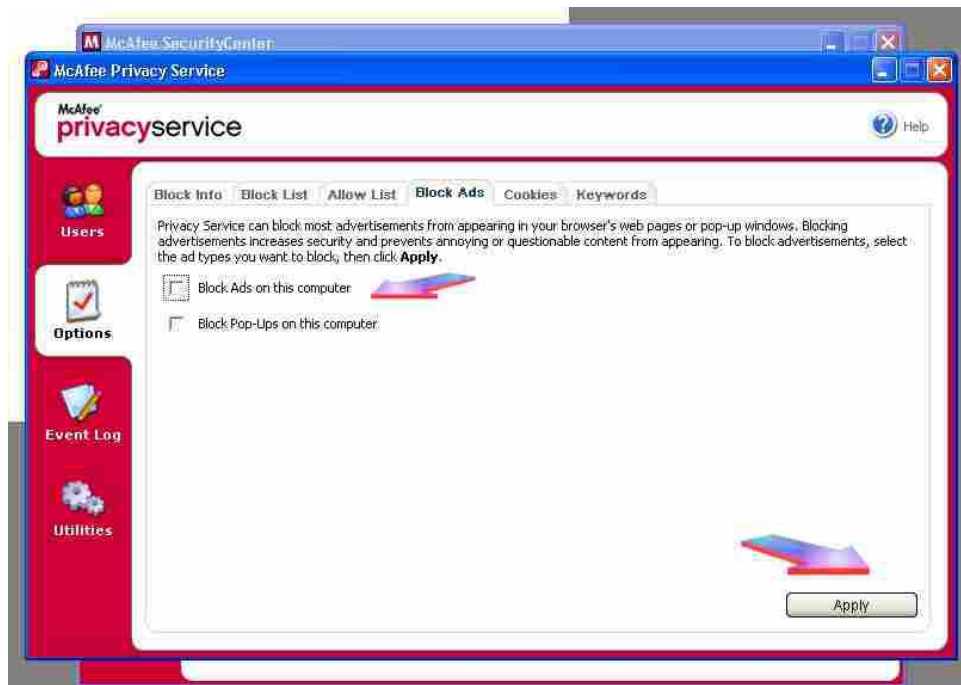 McAfee SecurityCenter
McAfee Privacy Service
McAfee
privacyservice
Help
Users
Options
Event Log
Utilities
Block Info Block List Allow List Block Ads Cookies Keywords
Privacy Service can block most advertisements from appearing in your browser's web pages or pop-up windows. Blocking
advertisements increases security and prevents annoying or questionable content from appearing. To block advertisements, select
the ad types you want to block, then click Apply.
Block Ads on this computer
Block Pop-Ups on this computer
Apply